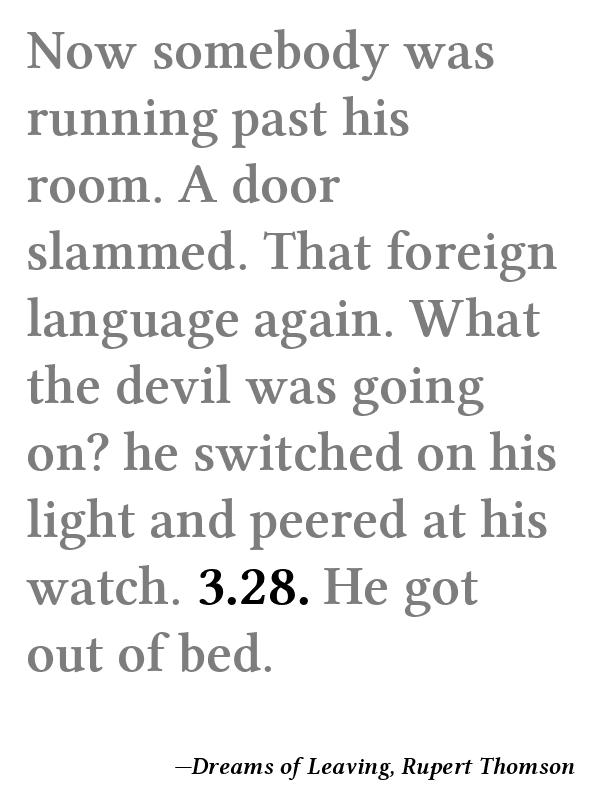 Now somebody was
running past his
room. A door
slammed. That foreign
language again. What
the devil was going
on? he switched on his
light and peered at his
watch. 3.28. He got
out of bed.
—Dreams of Leaving, Rupert Thomson